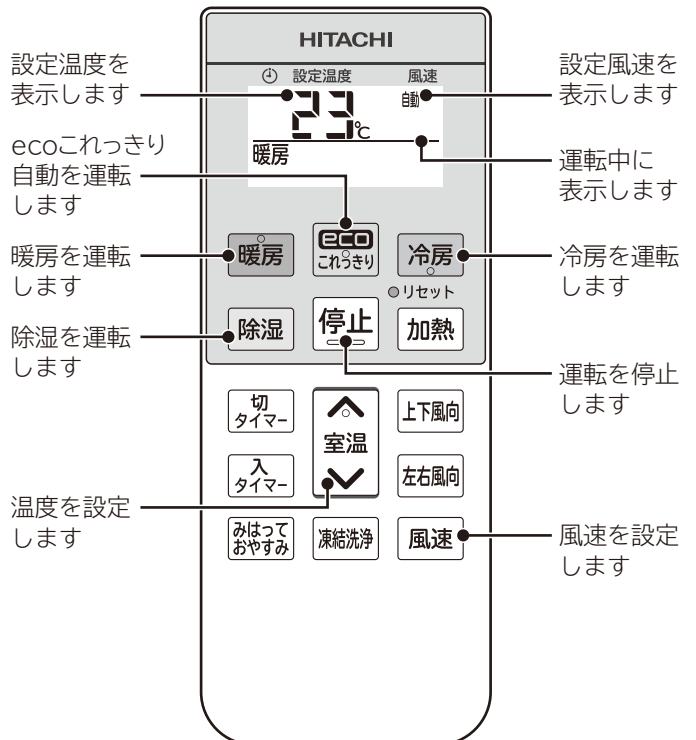 HITACHI
設定温度を
表示します
設定温度
風速
設定風速を
表示します
23℃
自動
暖房
ecoこれっきり
自動を運転
します
運転中に
表示します
暖房を運転
します
暖房
eco
これっきり
冷房
冷房を運転
します
リセット
除湿を運転
します
除湿
停止
加熱
運転を停止
します
切
タイマー
室温
上下風向
入
タイマー
左右風向
温度を設定
します
みはって
おやすみ
凍結洗浄
風速
風速を設定
します